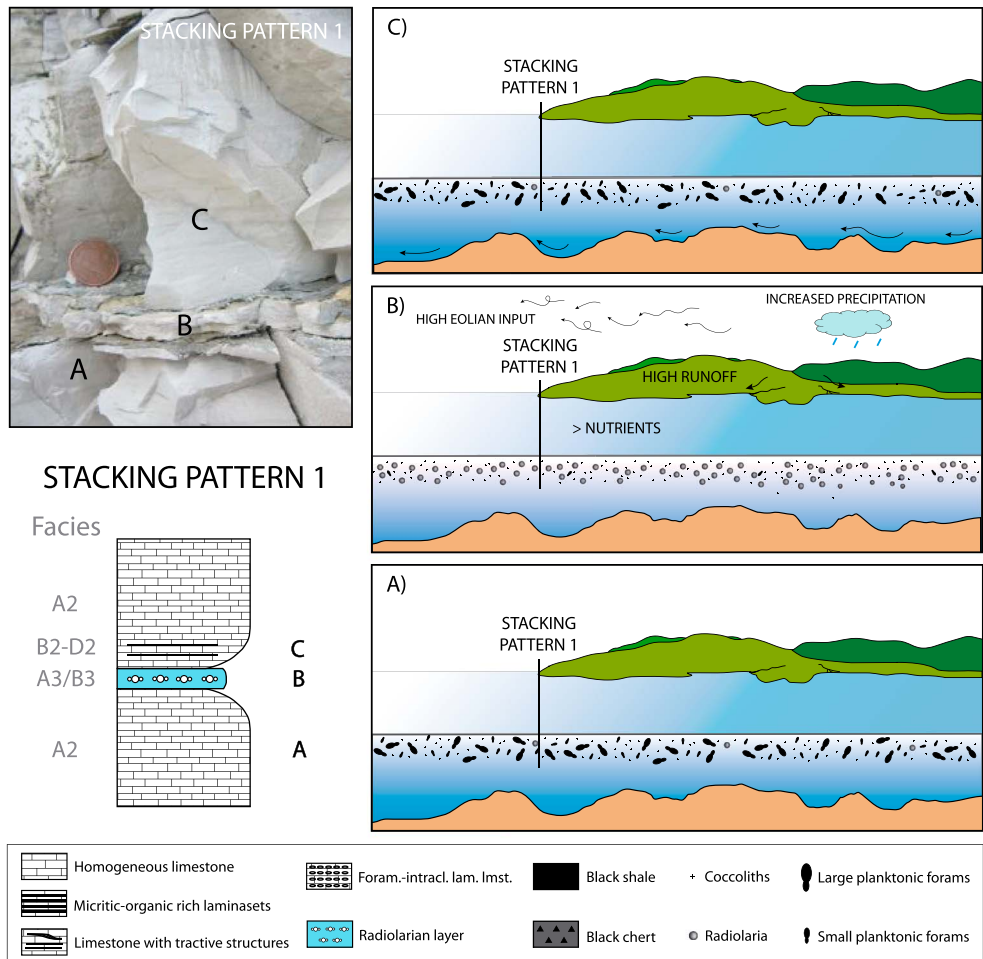 STACKING PATTERN 1
C
B
A
STACKING PATTERN 1
Facies
A2
B2-D2
C
A3/B3
B
A2
A
C)
STACKING
PATTERN 1
B)
HIGH EOLIAN INPUT
INCREASED PRECIPITATION
STACKING
PATTERN 1
HIGH RUNOFF
> NUTRIENTS
A)
STACKING
PATTERN 1
Homogeneous limestone
Micritic-organic rich laminasets
Limestone with tractive structures
Foram.-intracl. lam. lmst.
Radiolarian layer
Black shale
Black chert
Coccoliths
Radiolaria
Large planktonic forams
Small planktonic forams